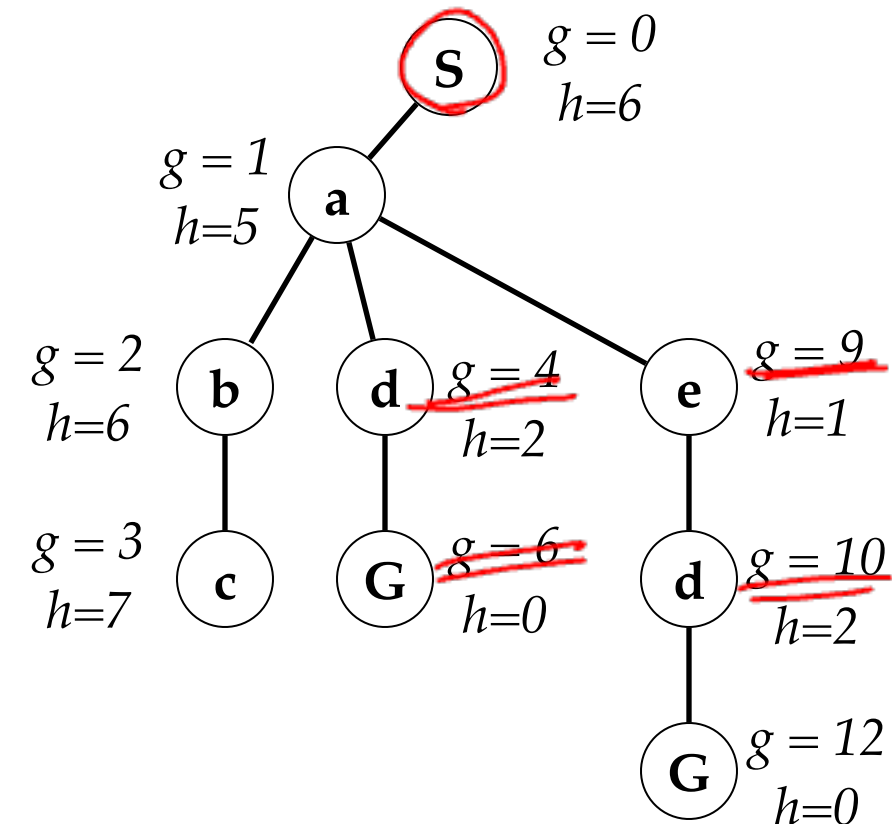 S
g = 0
h=6
g = 1
h=5
a
g = 2
h=6
b
d
g = 4
h=2
e
g = 9
h=1
g = 3
h=7
c
G
g = 6
h=0
d
g = 10
h=2
G
g = 12
h=0